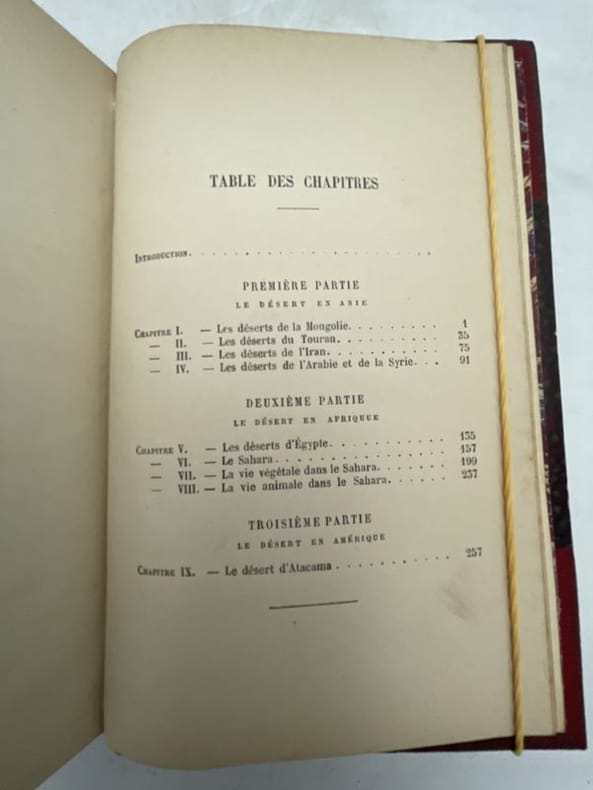 TABLE DES CHAPITRES
INTRODUCTION. . . . . . . . . . . . . . . . . . . .
PREMIÈRE PARTIE
LE DÉSERT EN ASIE
CHAPITRE I. — Les déserts de la Mongolie. . . . . . . . . 1
— II. — Les déserts du Touran. . . . . . . . . . 35
— III. — Les déserts de l'Iran. . . . . . . . . . . 75
— IV. — Les déserts de l'Arabie et de la Syrie. . . 91
DEUXIÈME PARTIE
LE DÉSERT EN AFRIQUE
CHAPITRE V. — Les déserts d'Égypte. . . . . . . . . . . 135
— VI. — Le Sahara. . . . . . . . . . . . . . . . 157
— VII. — La vie végétale dans le Sahara. . . . . . . 199
— VIII. — La vie animale dans le Sahara. . . . . . 237
TROISIÈME PARTIE
LE DÉSERT EN AMÉRIQUE
CHAPITRE IX. — Le désert d'Atacama . . . . . . . . . . 257